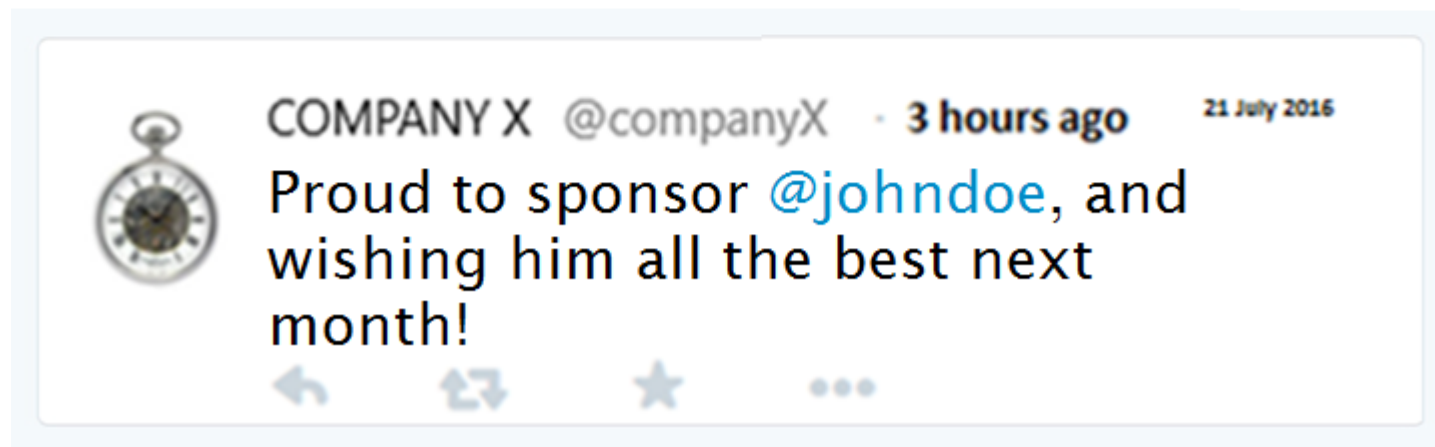 COMPANY X @companyX · 3 hours ago 21 July 2016
Proud to sponsor @johndoe, and
wishing him all the best next
month!